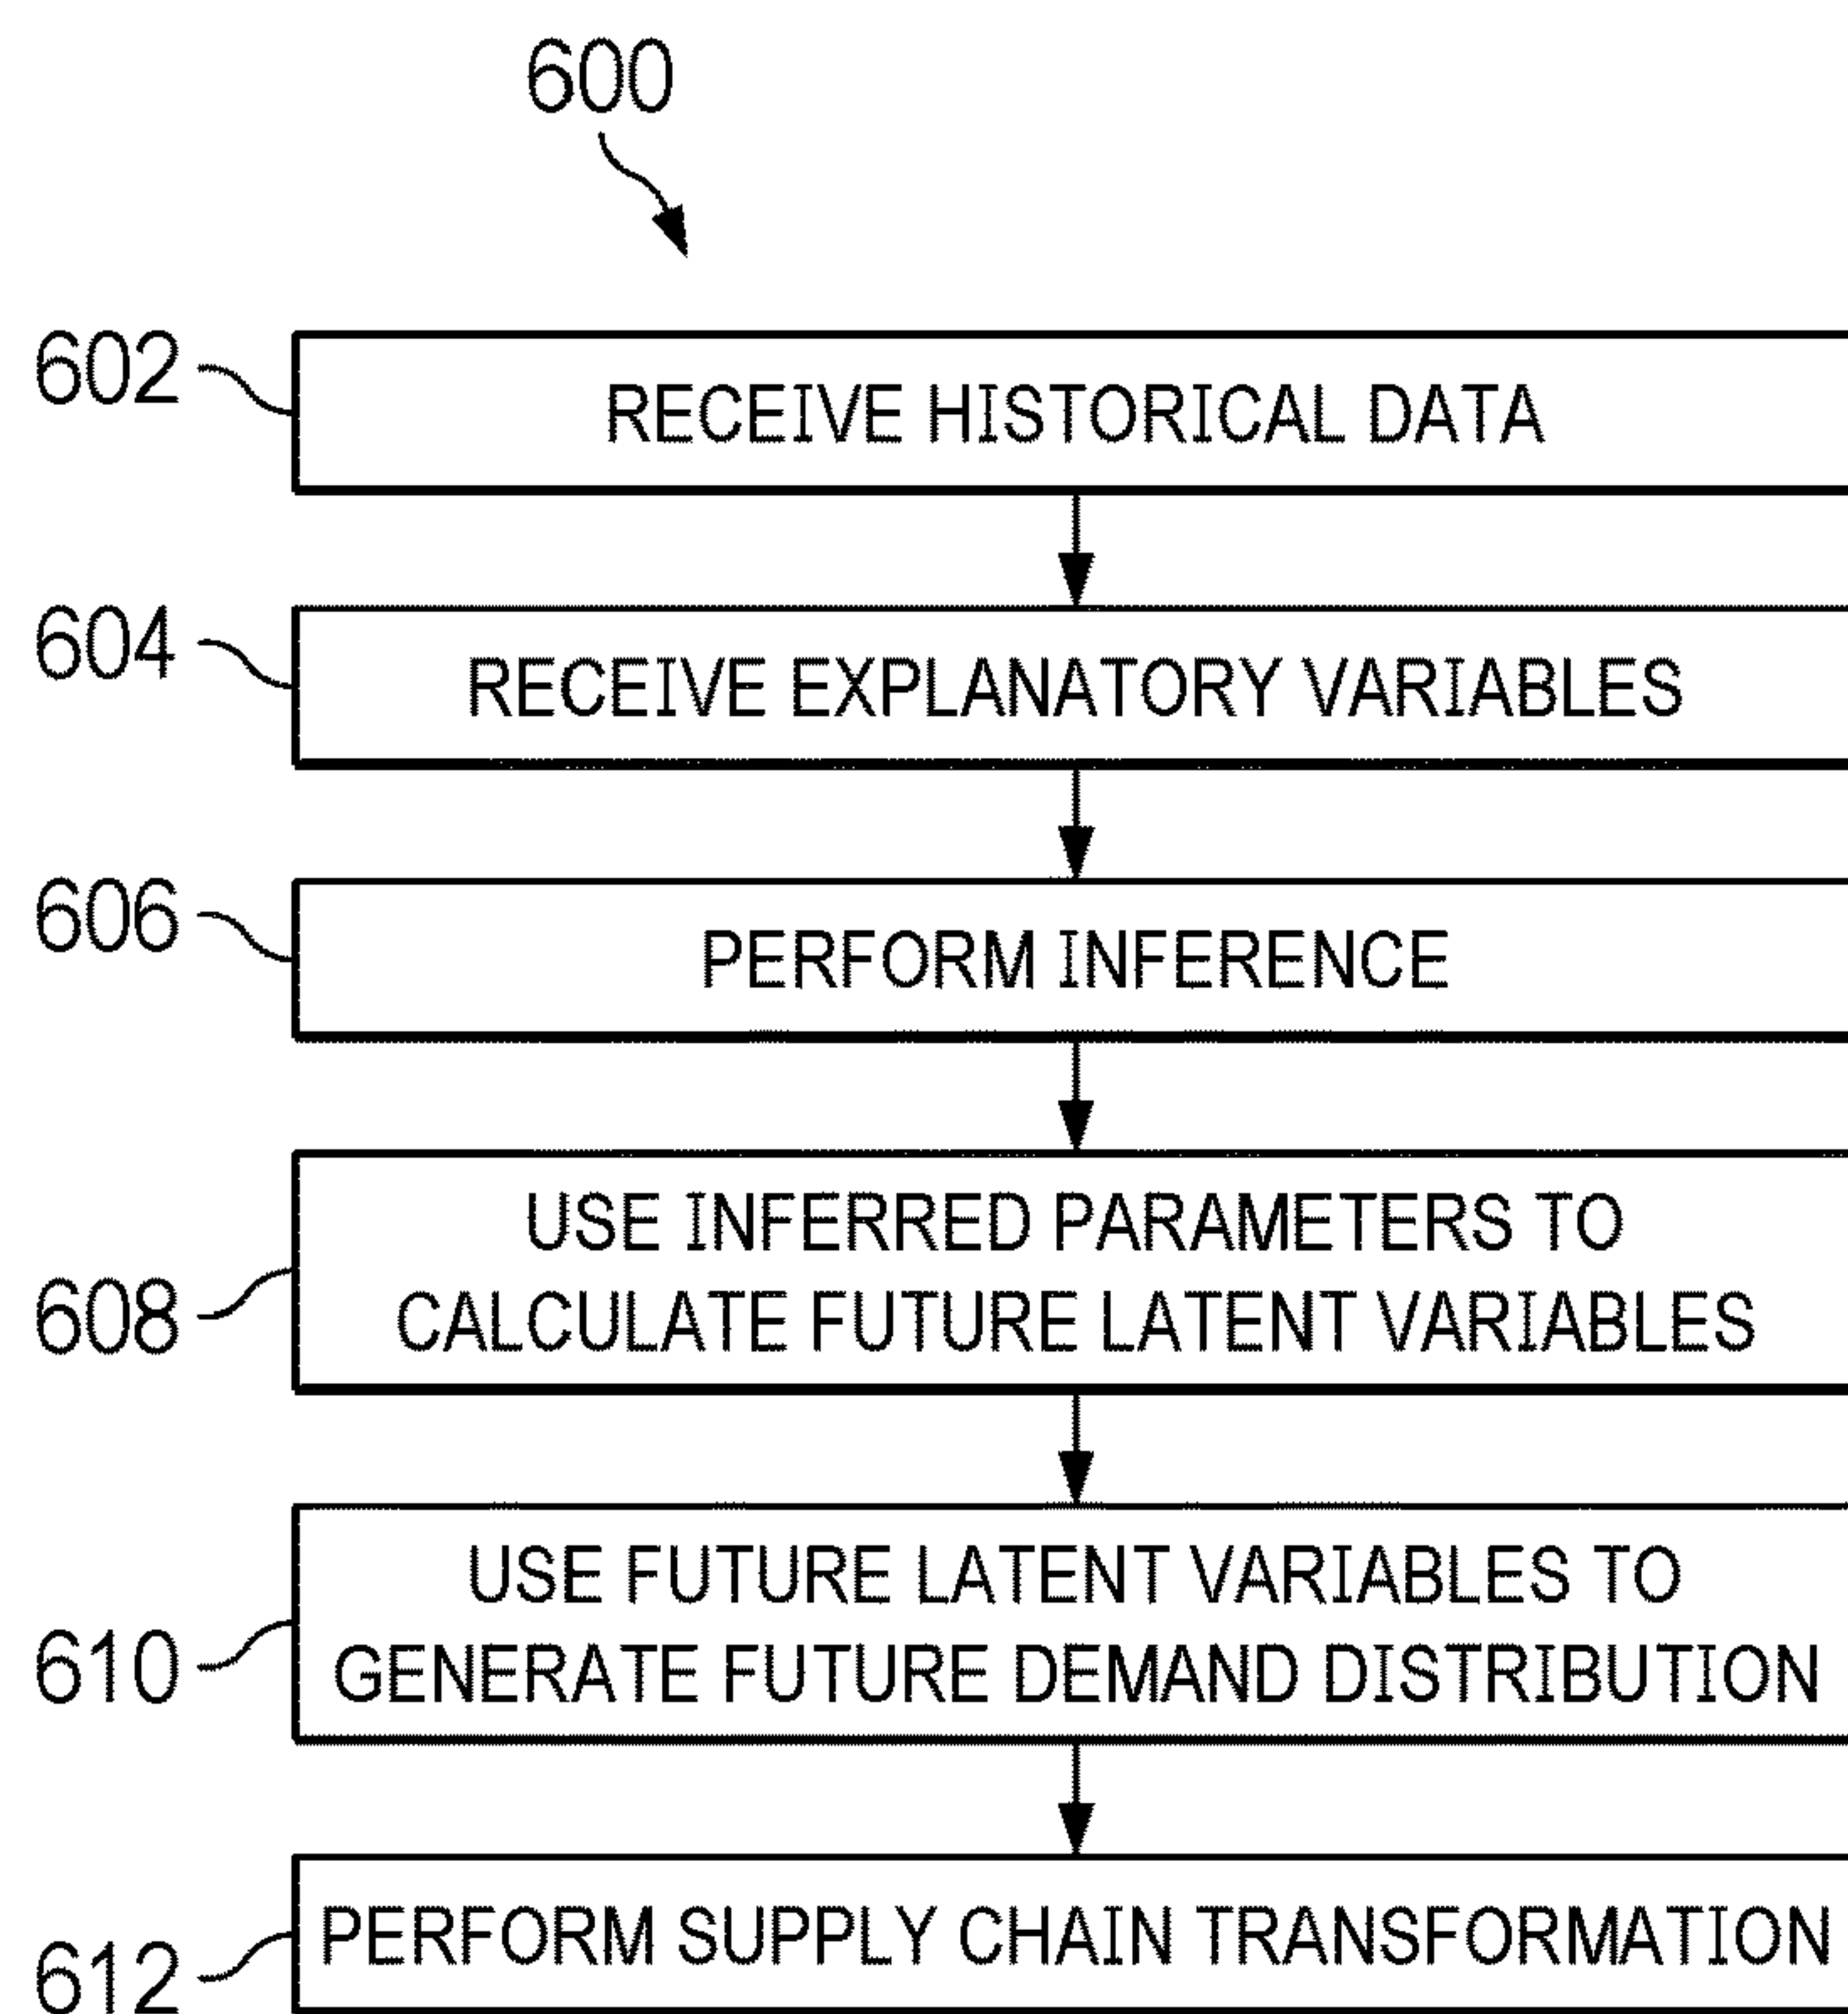 600
602
RECEIVE HISTORICAL DATA
604
RECEIVE EXPLANATORY VARIABLES
606
PERFORM INFERENCE
608
USE INFERRED PARAMETERS TO
CALCULATE FUTURE LATENT VARIABLES
610
USE FUTURE LATENT VARIABLES TO
GENERATE FUTURE DEMAND DISTRIBUTION
612
PERFORM SUPPLY CHAIN TRANSFORMATION